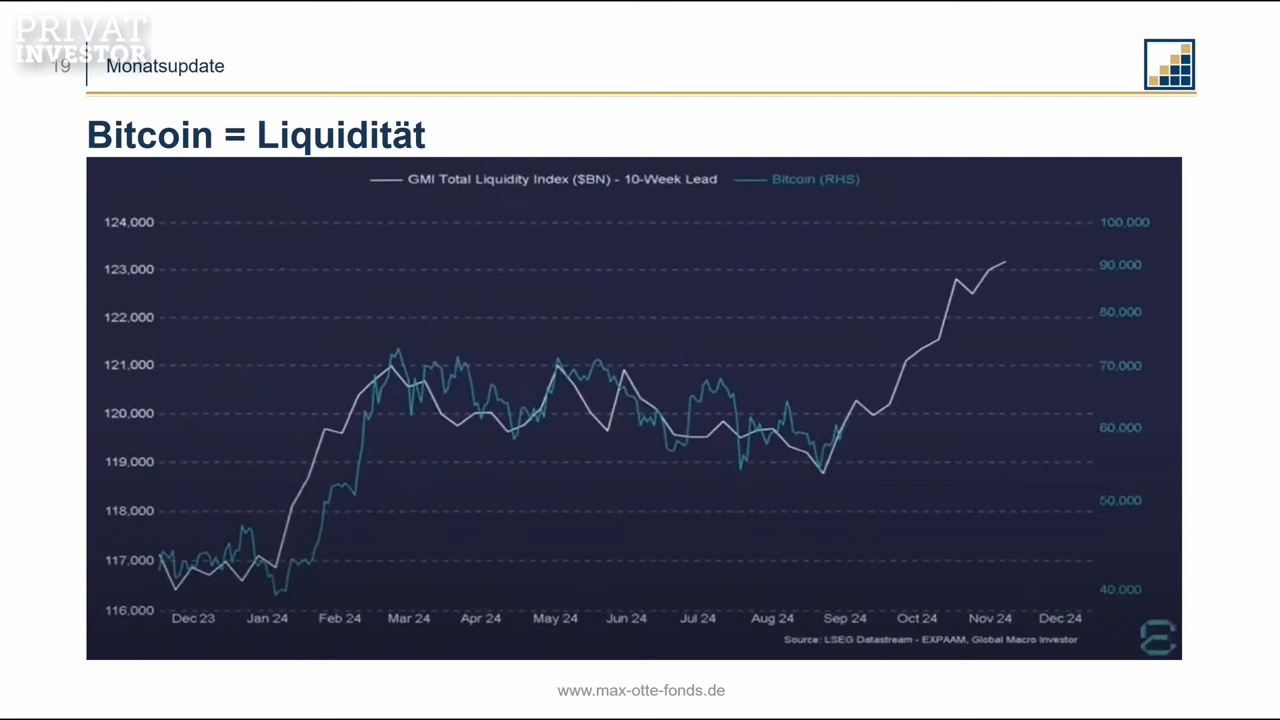 PRIVAT
INVESTOR
19
Monatsupdate
Bitcoin = Liquidität
GMI Total Liquidity Index ($BN) - 10-Week Lead
Bitcoin (RHS)
124,000
123,000
122,000
121,000
120,000
119,000
118,000
117,000
116,000
100,000
90,000
80,000
70,000
60,000
50,000
40,000
Dec 23 Jan 24 Feb 24 Mar 24 Apr 24 May 24 Jun 24 Jul 24 Aug 24 Sep 24 Oct 24 Nov 24 Dec 24
Source: LSEG Datastream - EXPAAM, Global Macro Investor
www.max-otte-fonds.de